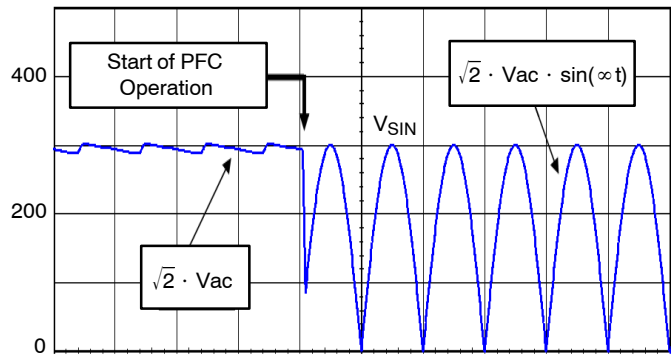 400
200
0
Start of PFC
Operation
V_SIN
√2 · Vac · sin(∞ t)
√2 · Vac